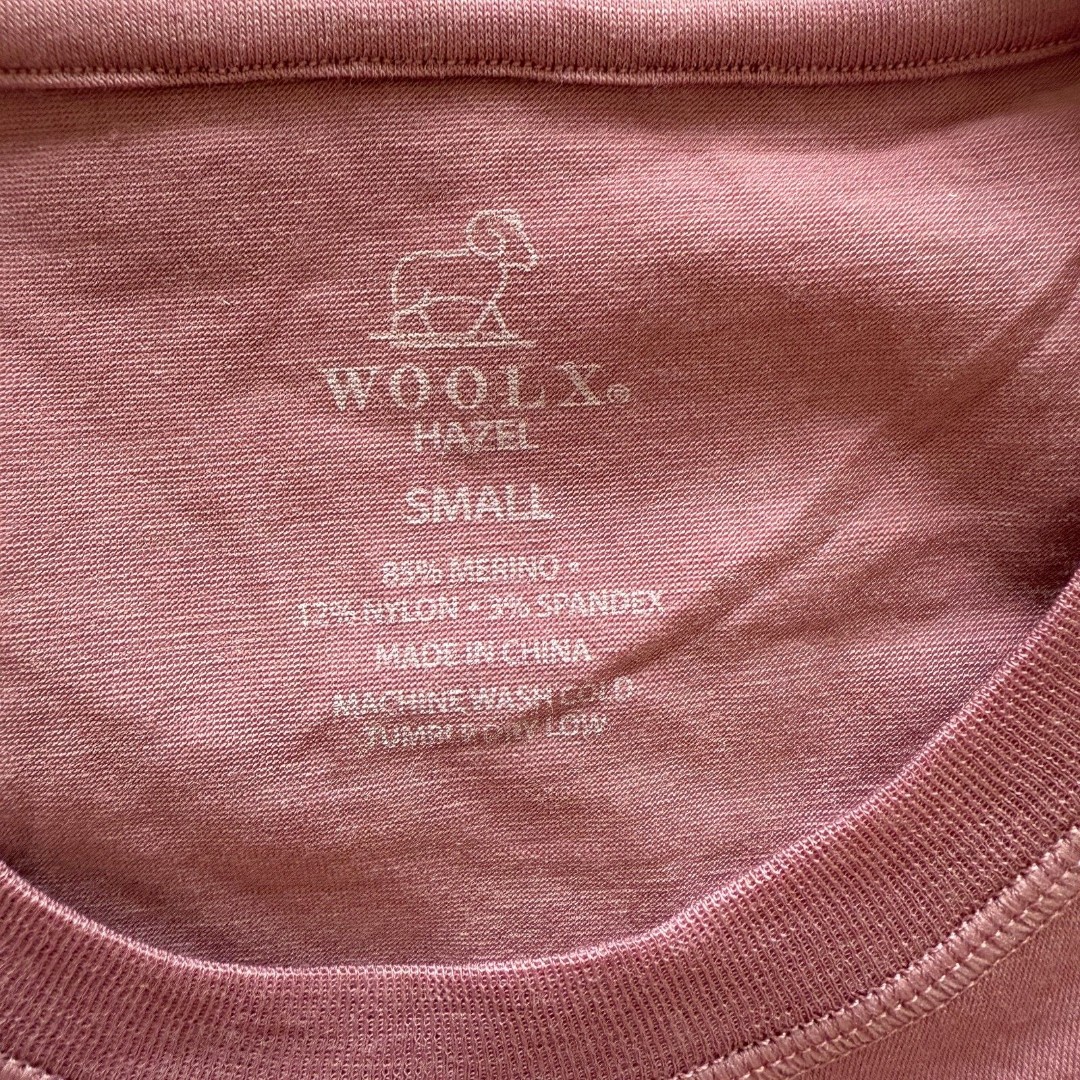 WOOLX®
HAZEL
SMALL
85% MERINO •
12% NYLON • 3% SPANDEX
MADE IN CHINA
MACHINE WASH COLD
TUMBLE DRY LOW